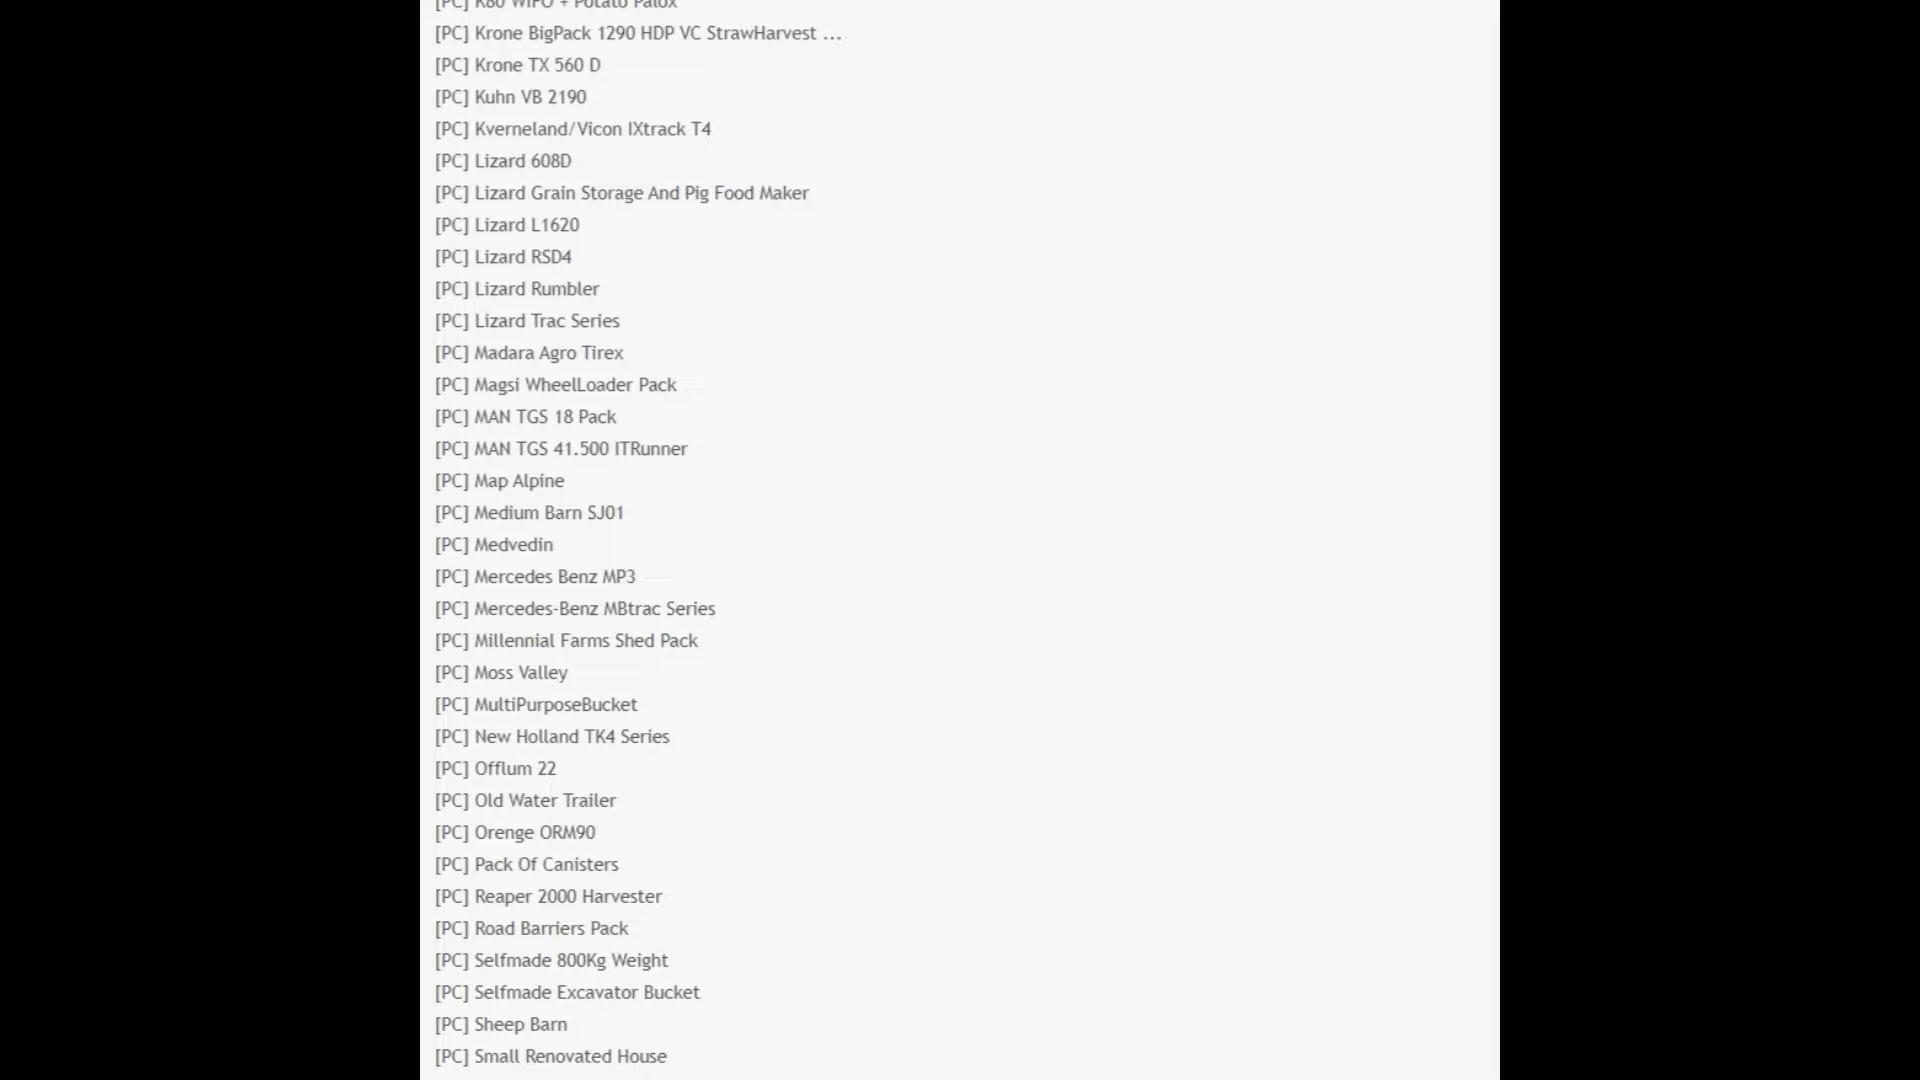 [PC] K80 WIFO + Potato Palox
[PC] Krone BigPack 1290 HDP VC StrawHarvest ...
[PC] Krone TX 560 D
[PC] Kuhn VB 2190
[PC] Kverneland/Vicon IXtrack T4
[PC] Lizard 608D
[PC] Lizard Grain Storage And Pig Food Maker
[PC] Lizard L1620
[PC] Lizard RSD4
[PC] Lizard Rumbler
[PC] Lizard Trac Series
[PC] Madara Agro Tirex
[PC] Magsi WheelLoader Pack
[PC] MAN TGS 18 Pack
[PC] MAN TGS 41.500 ITRunner
[PC] Map Alpine
[PC] Medium Barn SJ01
[PC] Medvedin
[PC] Mercedes Benz MP3
[PC] Mercedes-Benz MBtrac Series
[PC] Millennial Farms Shed Pack
[PC] Moss Valley
[PC] MultiPurposeBucket
[PC] New Holland TK4 Series
[PC] Offlum 22
[PC] Old Water Trailer
[PC] Orenge ORM90
[PC] Pack Of Canisters
[PC] Reaper 2000 Harvester
[PC] Road Barriers Pack
[PC] Selfmade 800Kg Weight
[PC] Selfmade Excavator Bucket
[PC] Sheep Barn
[PC] Small Renovated House